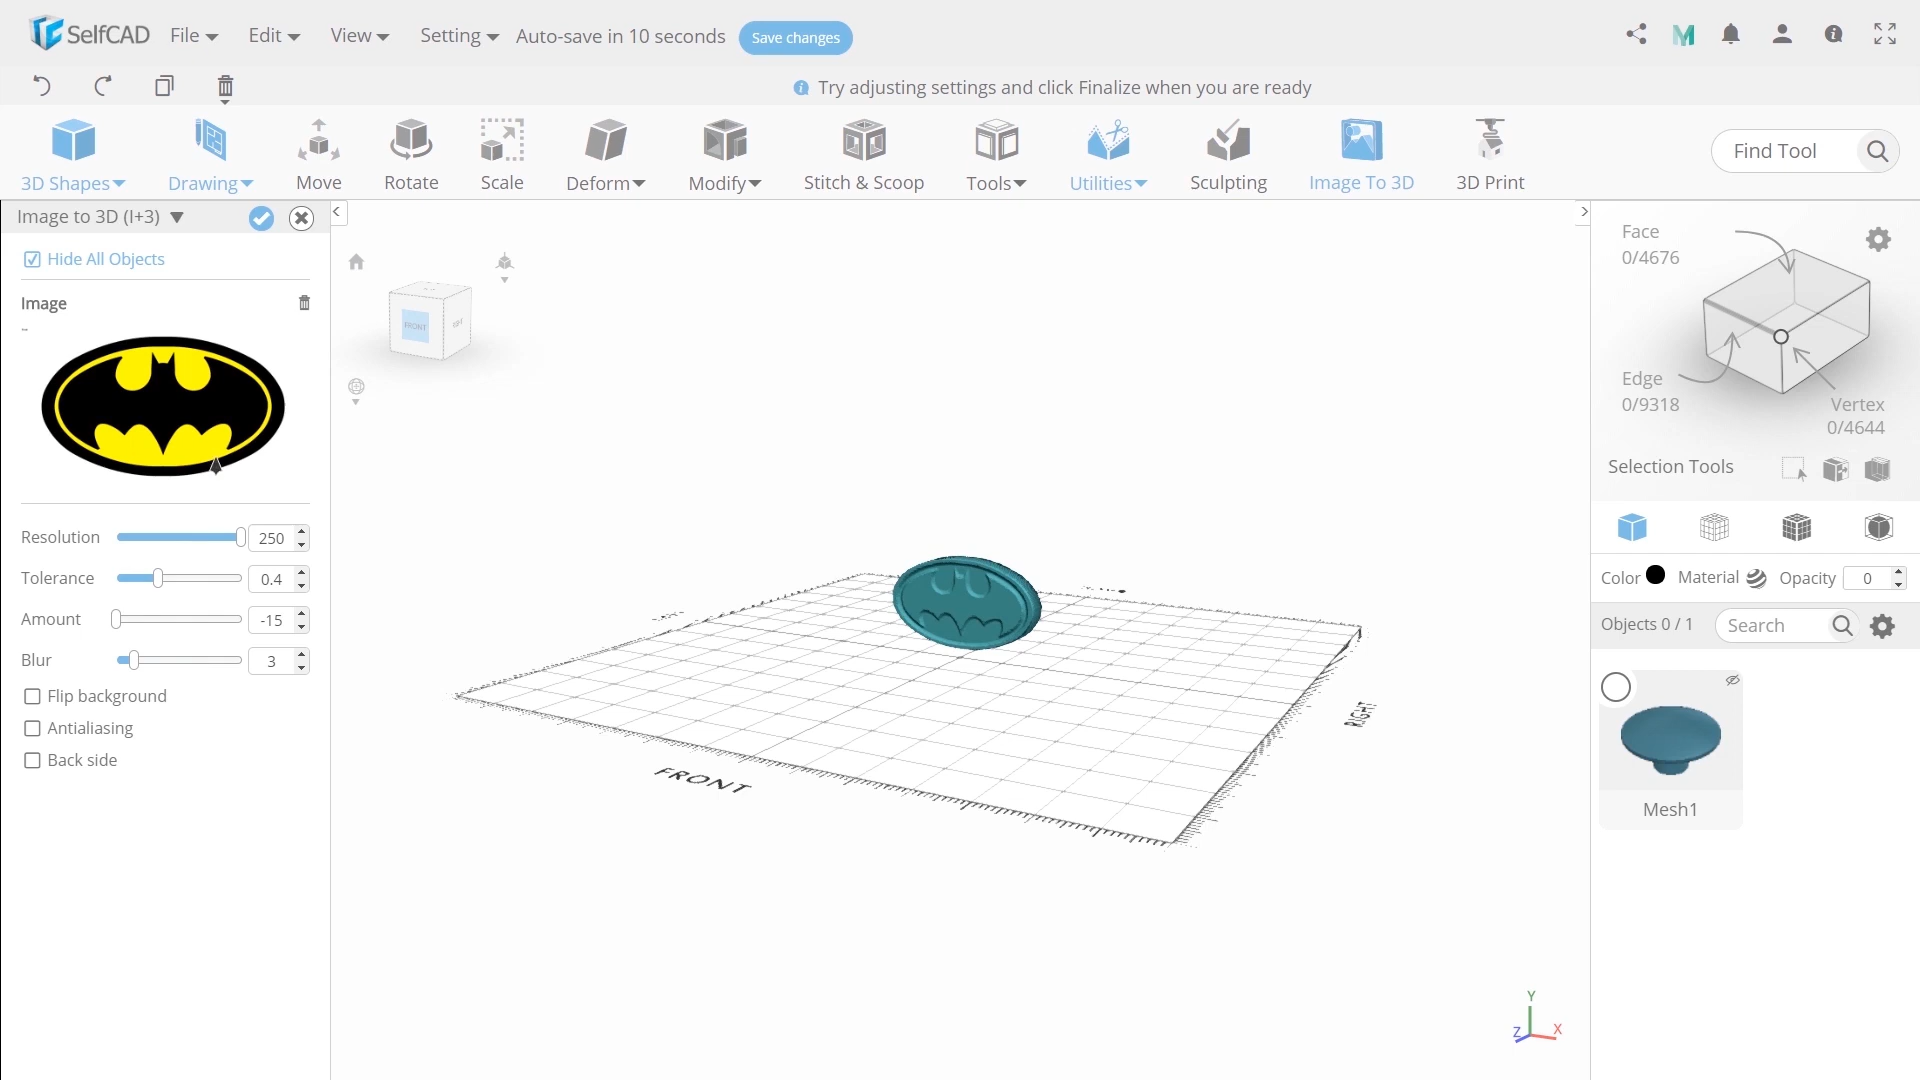 SelfCAD File Edit View Setting Auto-save in 10 seconds Save changes
Try adjusting settings and click Finalize when you are ready
3D Shapes Drawing Move Rotate Scale Deform Modify Stitch & Scoop Tools Utilities Sculpting Image To 3D 3D Print Find Tool
Image to 3D (I+3)
Hide All Objects
Image
Resolution 250
Tolerance 0.4
Amount -15
Blur 3
Flip background
Antialiasing
Back side
FRONT
FRONT
RIGHT
Y
Z
X
Face
0/4676
Edge
0/9318
Vertex
0/4644
Selection Tools
Color Material Opacity 0
Objects 0 / 1 Search
Mesh1